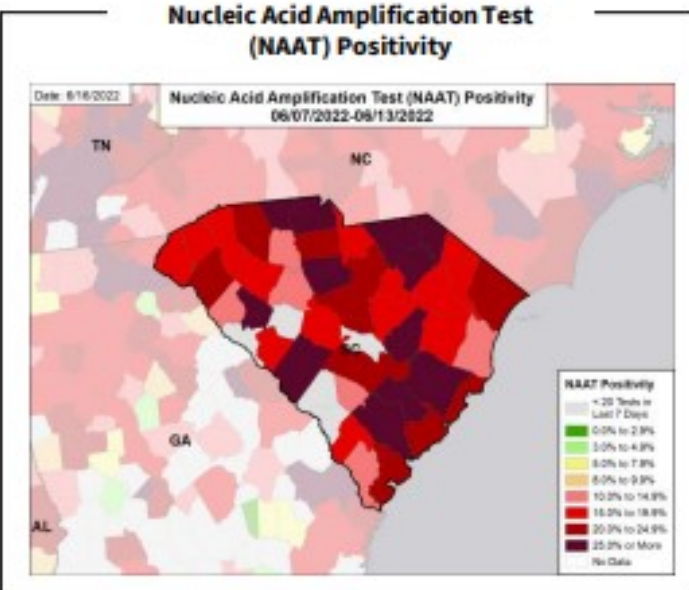 Nucleic Acid Amplification Test
(NAAT) Positivity
Date: 6/16/2022
Nucleic Acid Amplification Test (NAAT) Positivity
06/07/2022-06/13/2022
TN
NC
SC
GA
AL
NAAT Positivity
< 20 Tests in
Last 7 Days
0.0% to 2.9%
3.0% to 4.9%
5.0% to 7.9%
8.0% to 9.9%
10.0% to 14.9%
15.0% to 19.9%
20.0% to 24.9%
25.0% or More
No Data